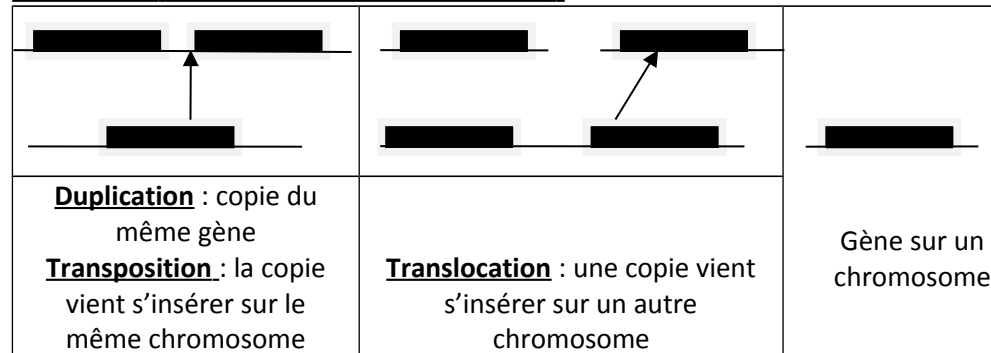 Duplication : copie du
même gène
Transposition : la copie
vient s’insérer sur le
même chromosome
Translocation : une copie vient
s’insérer sur un autre
chromosome
Gène sur un
chromosome